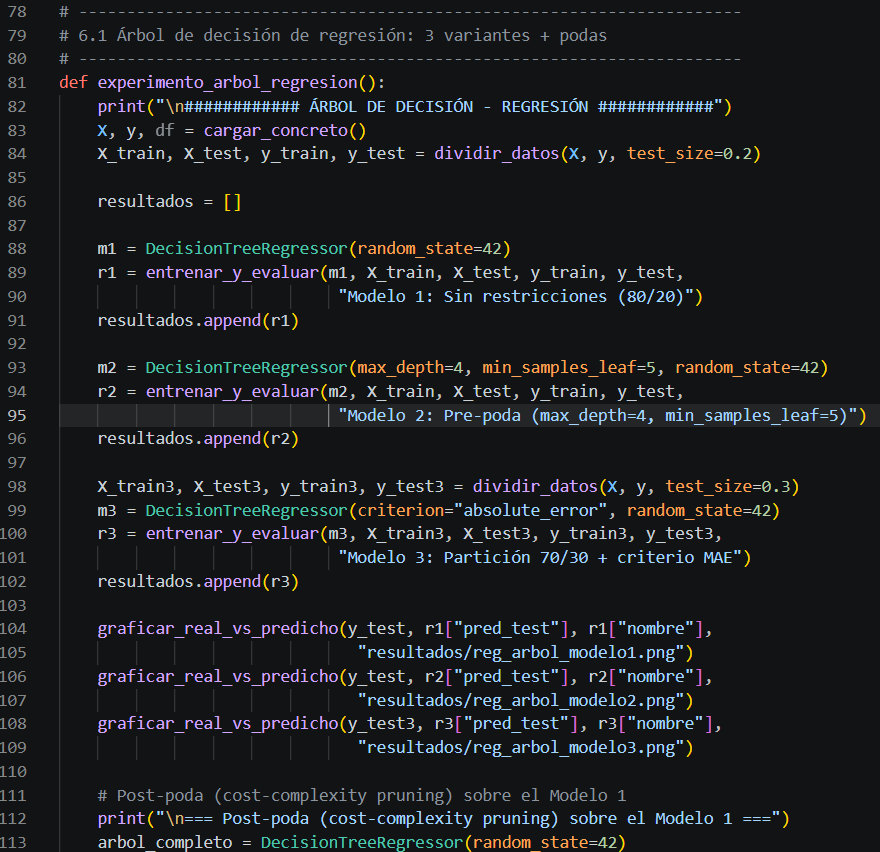 78 # ---------------------------------------------------------------------
79 # 6.1 Árbol de decisión de regresión: 3 variantes + podas
80 # ---------------------------------------------------------------------
81 def experimento_arbol_regresion():
82     print("\n############ ÁRBOL DE DECISIÓN - REGRESIÓN ############")
83     X, y, df = cargar_concreto()
84     X_train, X_test, y_train, y_test = dividir_datos(X, y, test_size=0.2)
85
86     resultados = []
87
88     m1 = DecisionTreeRegressor(random_state=42)
89     r1 = entrenar_y_evaluar(m1, X_train, X_test, y_train, y_test,
90                              "Modelo 1: Sin restricciones (80/20)")
91     resultados.append(r1)
92
93     m2 = DecisionTreeRegressor(max_depth=4, min_samples_leaf=5, random_state=42)
94     r2 = entrenar_y_evaluar(m2, X_train, X_test, y_train, y_test,
95                              "Modelo 2: Pre-poda (max_depth=4, min_samples_leaf=5)")
96     resultados.append(r2)
97
98     X_train3, X_test3, y_train3, y_test3 = dividir_datos(X, y, test_size=0.3)
99     m3 = DecisionTreeRegressor(criterion="absolute_error", random_state=42)
100     r3 = entrenar_y_evaluar(m3, X_train3, X_test3, y_train3, y_test3,
101                              "Modelo 3: Partición 70/30 + criterio MAE")
102     resultados.append(r3)
103
104     graficar_real_vs_predicho(y_test, r1["pred_test"], r1["nombre"],
105                                "resultados/reg_arbol_modelo1.png")
106     graficar_real_vs_predicho(y_test, r2["pred_test"], r2["nombre"],
107                                "resultados/reg_arbol_modelo2.png")
108     graficar_real_vs_predicho(y_test3, r3["pred_test"], r3["nombre"],
109                                "resultados/reg_arbol_modelo3.png")
110
111     # Post-poda (cost-complexity pruning) sobre el Modelo 1
112     print("\n=== Post-poda (cost-complexity pruning) sobre el Modelo 1 ===")
113     arbol_completo = DecisionTreeRegressor(random_state=42)